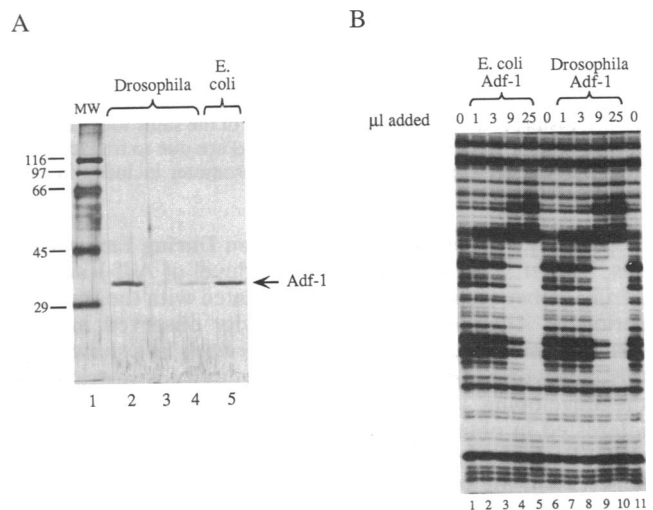 A
Drosophila
E.
coli
MW
116
97
66
45
29
Adf-1
1 2 3 4 5
B
E. coli
Adf-1
Drosophila
Adf-1
µl added
0 1 3 9 25 0 1 3 9 25 0
1 2 3 4 5 6 7 8 9 10 11